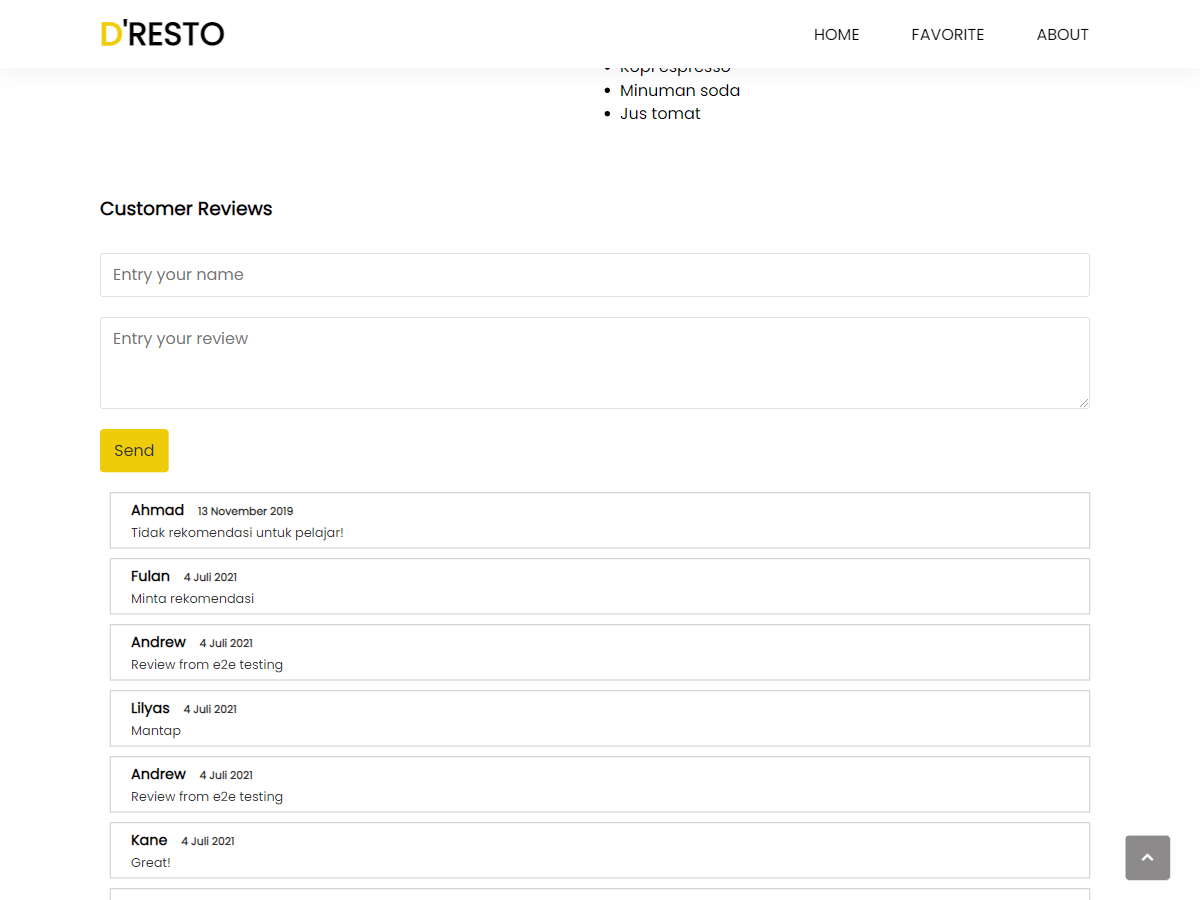 D'RESTO
HOME
FAVORITE
ABOUT
Kopi espresso
Minuman soda
Jus tomat
Customer Reviews
Entry your name
Entry your review
Send
Ahmad 13 November 2019
Tidak rekomendasi untuk pelajar!
Fulan 4 Juli 2021
Minta rekomendasi
Andrew 4 Juli 2021
Review from e2e testing
Lilyas 4 Juli 2021
Mantap
Andrew 4 Juli 2021
Review from e2e testing
Kane 4 Juli 2021
Great!